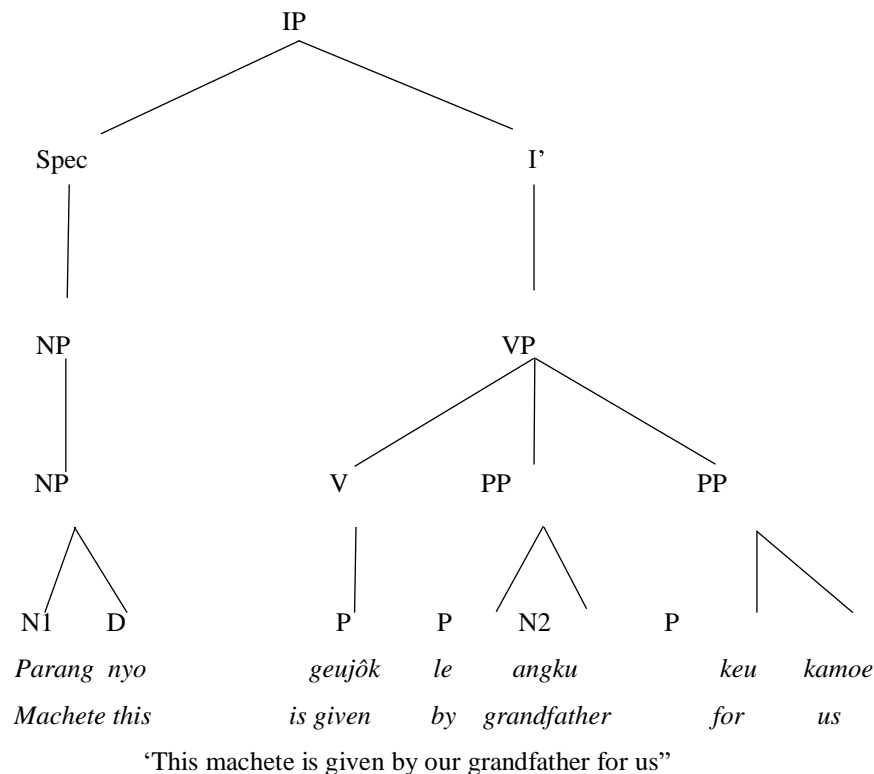 IP
Spec I’
NP VP
NP V PP PP
N1 D P P N2 P
Parang nyo geujôk le angku keu kamoe
Machete this is given by grandfather for us
‘This machete is given by our grandfather for us”